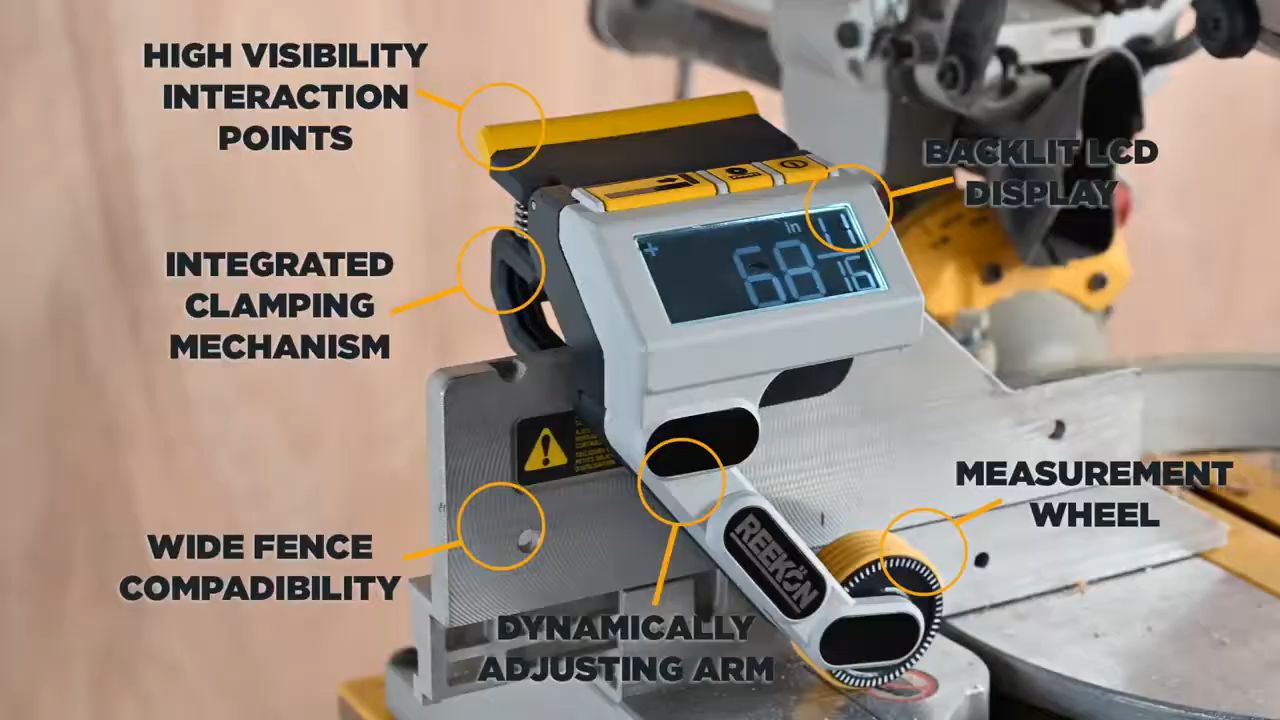 HIGH VISIBILITY
INTERACTION
POINTS
BACKLIT LCD
DISPLAY
in 11
+ 68
16
INTEGRATED
CLAMPING
MECHANISM
MEASUREMENT
WHEEL
REEKON
WIDE FENCE
COMPADIBILITY
DYNAMICALLY
ADJUSTING ARM